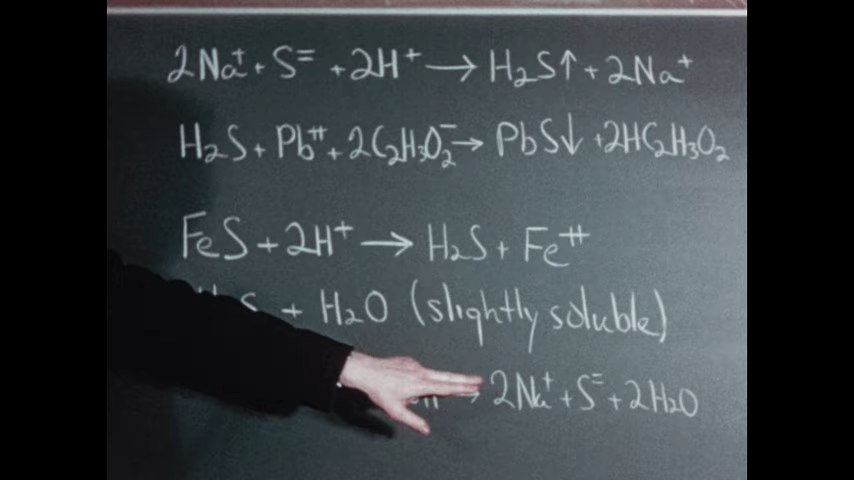 2Na⁺ + S⁼ + 2H⁺ → H₂S↑ + 2Na⁺
H₂S + Pb⁺⁺ + 2C₂H₃O₂⁻ → PbS↓ + 2HC₂H₃O₂
FeS + 2H⁺ → H₂S + Fe⁺⁺
S + H₂O (slightly soluble)
→ 2Na⁺ + S⁼ + 2H₂O